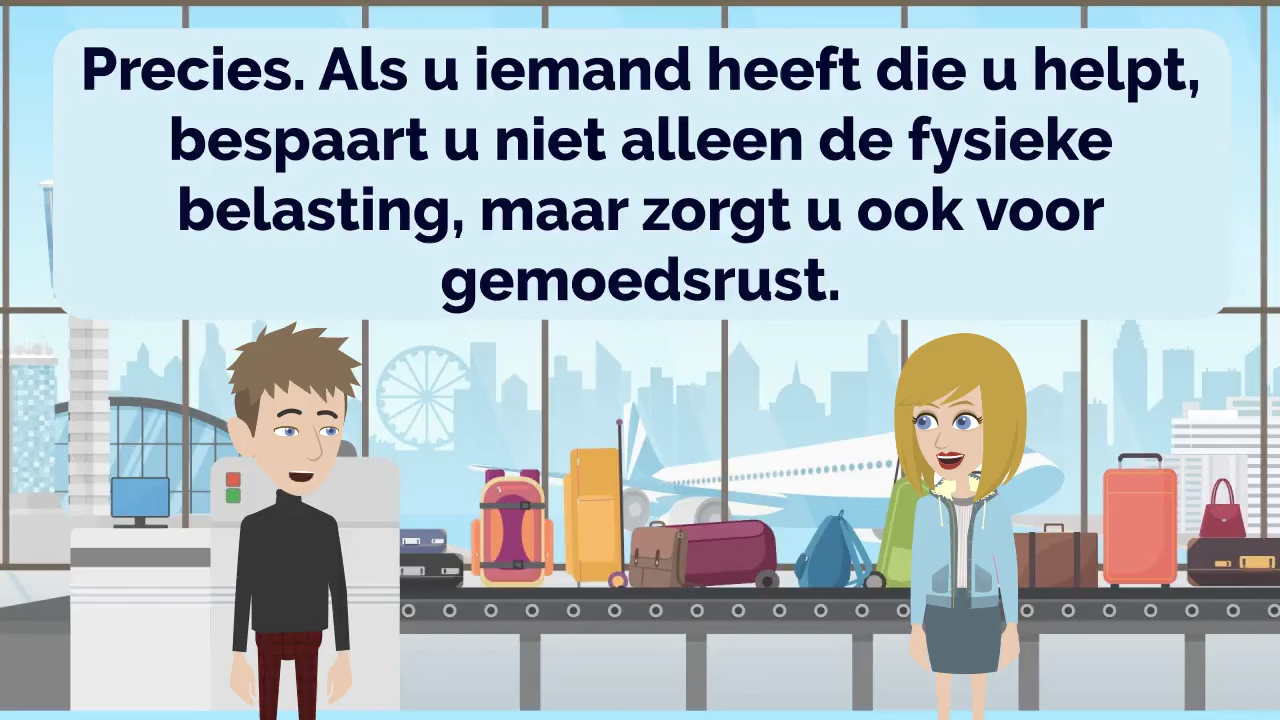 Precies. Als u iemand heeft die u helpt,
bespaart u niet alleen de fysieke
belasting, maar zorgt u ook voor
gemoedsrust.